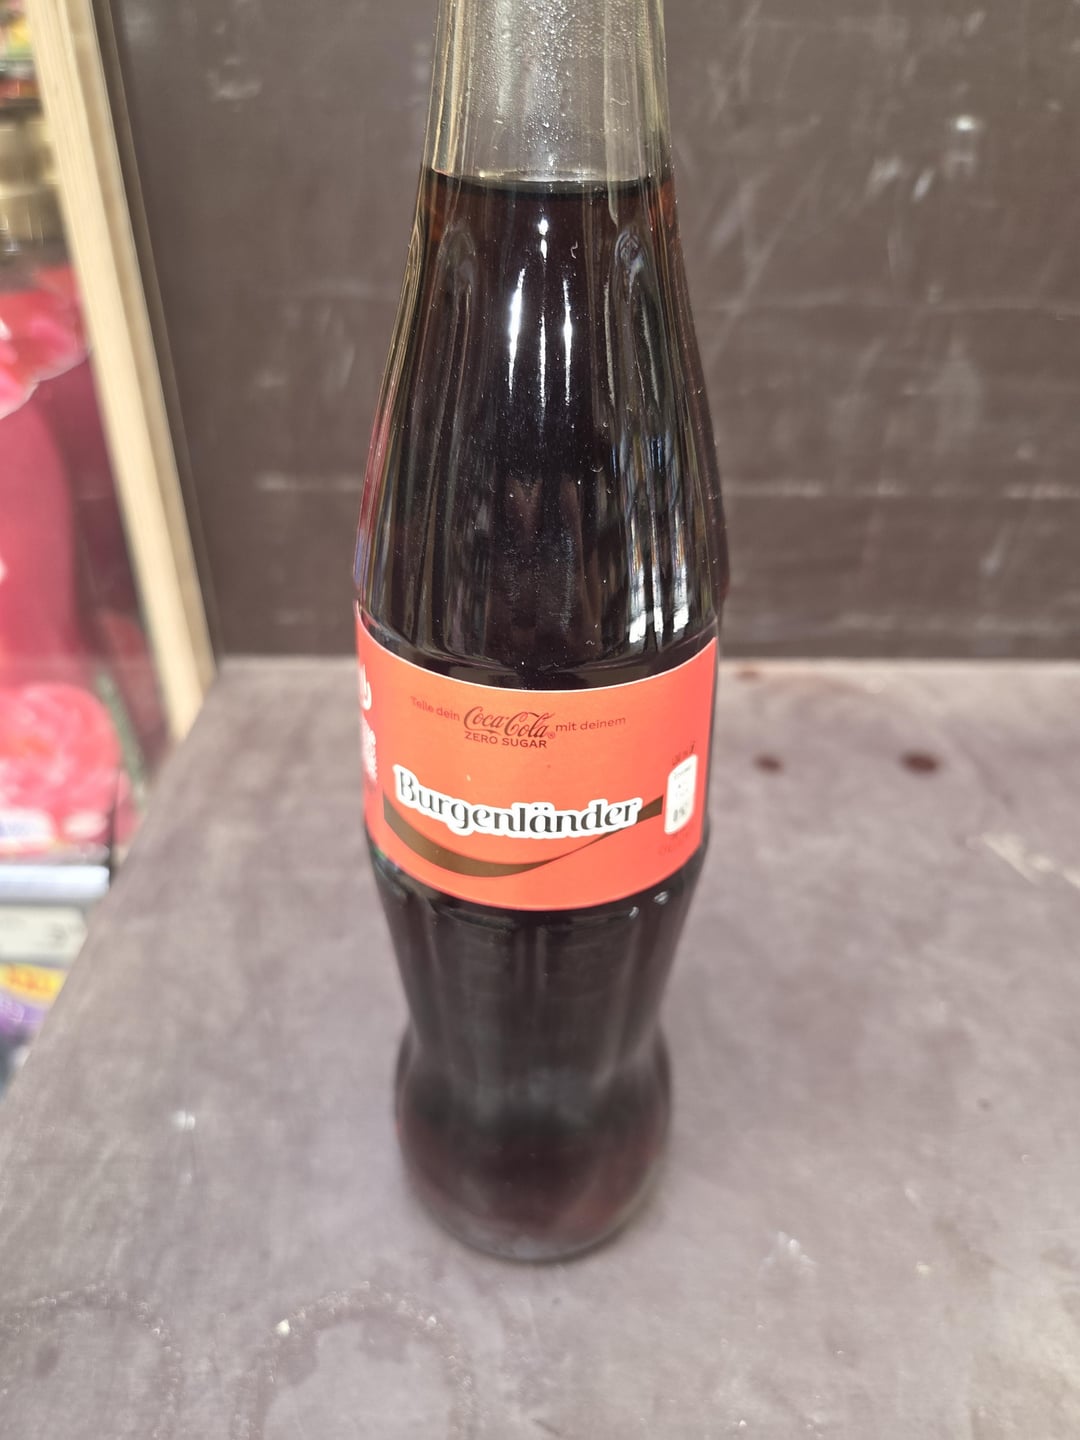 Teile dein Coca-Cola® mit deinem
ZERO SUGAR
Burgenländer